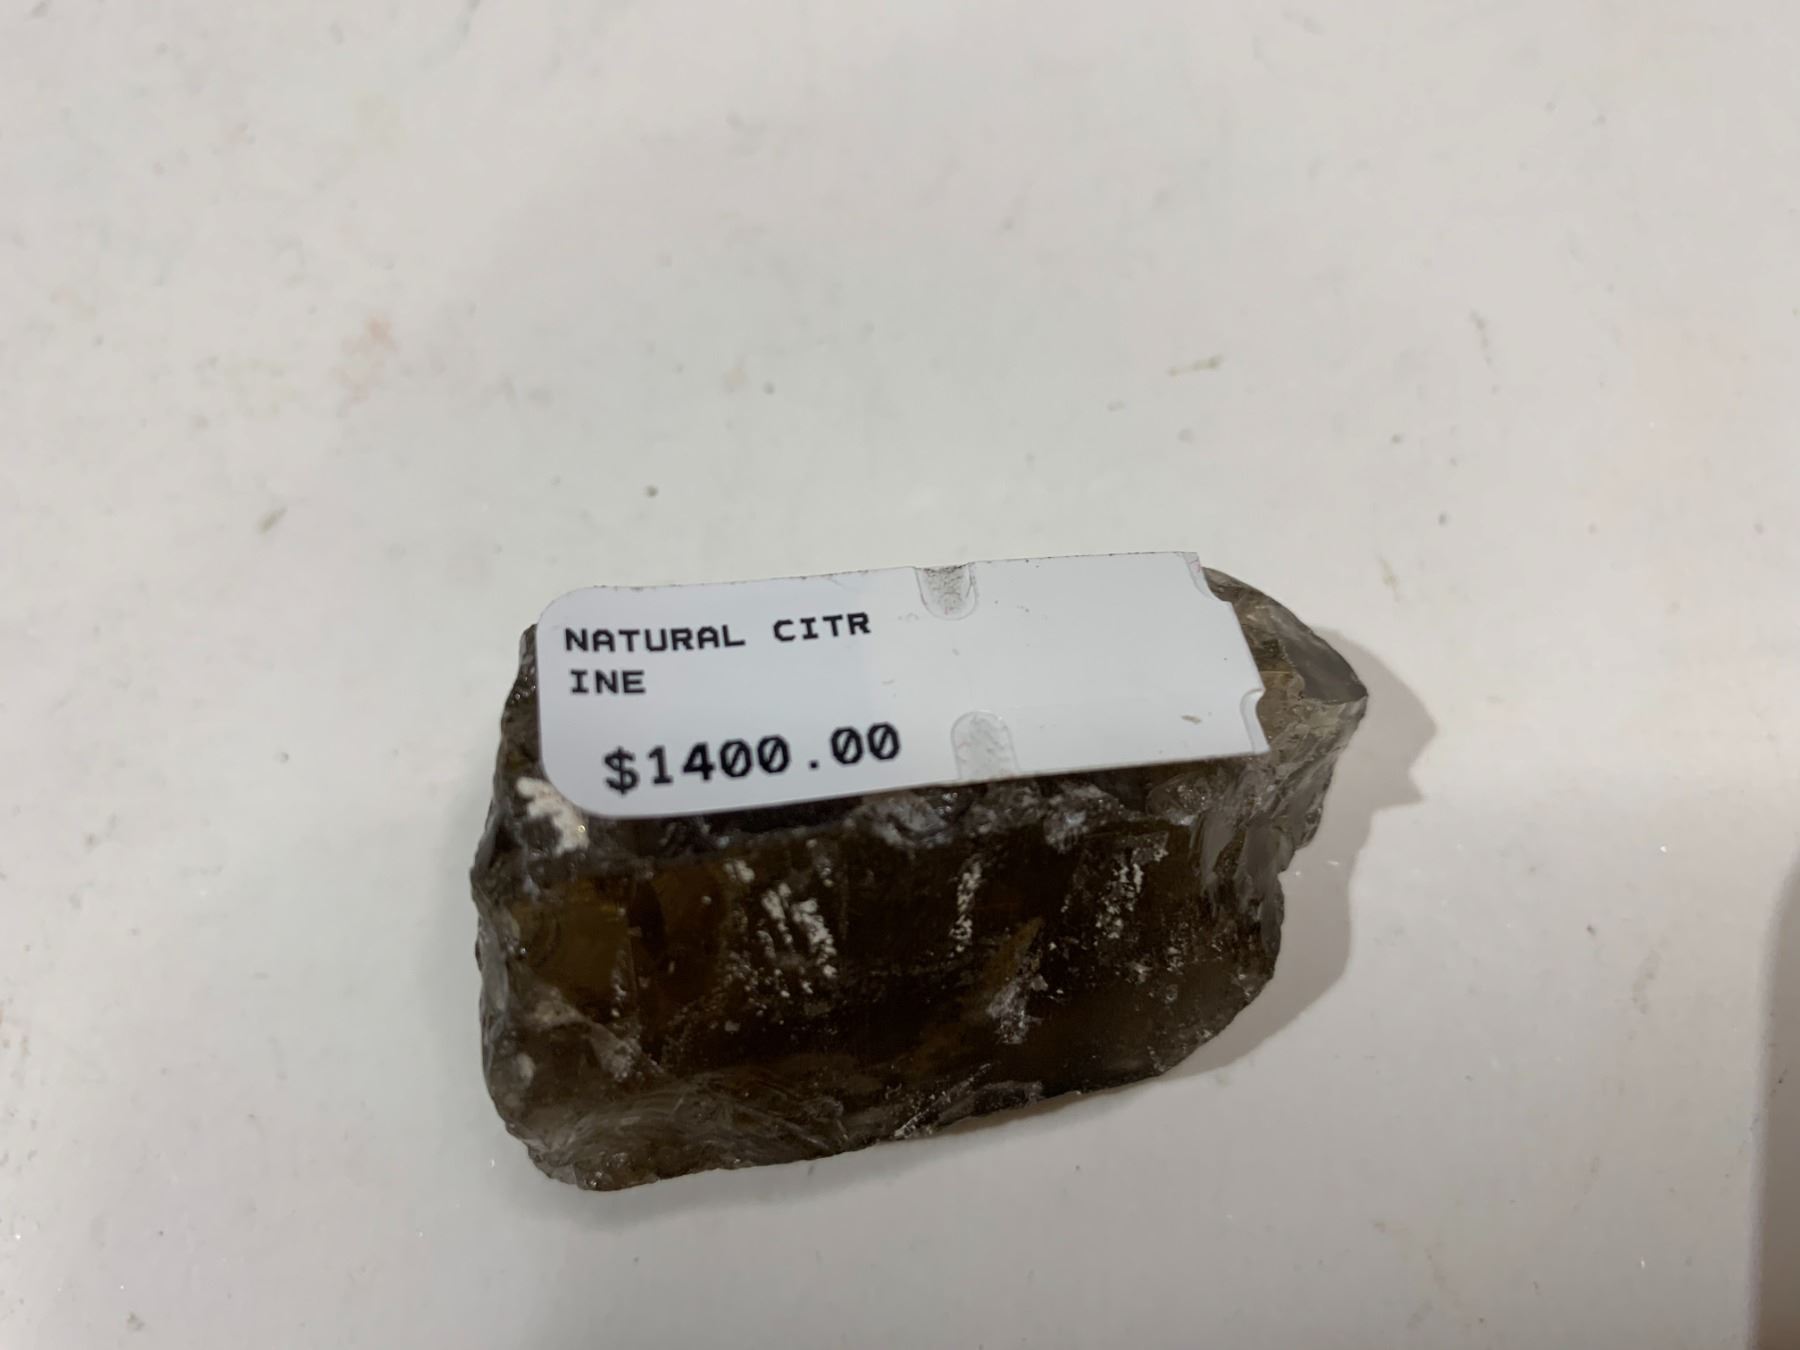 NATURAL CITR
INE
$1400.00